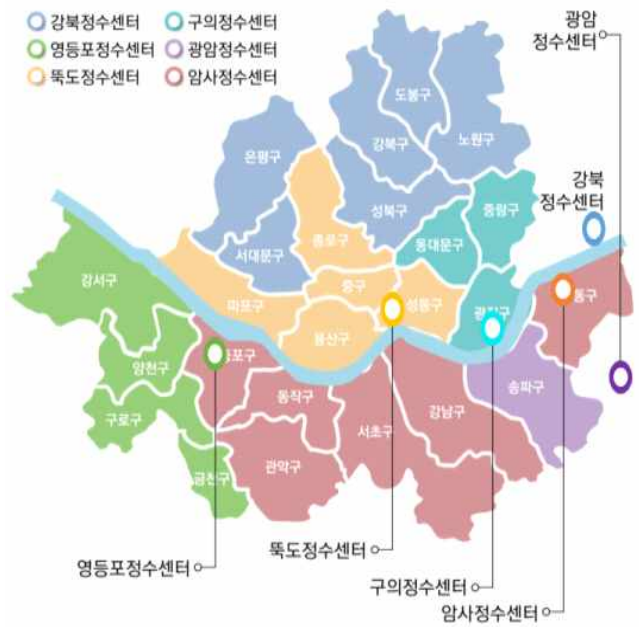 강북정수센터
구의정수센터
영등포정수센터
광암정수센터
뚝도정수센터
암사정수센터
광암
정수센터
도봉구
노원구
강북구
은평구
강북
정수센터
성북구
중랑구
종로구
동대문구
서대문구
강서구
중구
마포구
성동구
광진구
동구
용산구
등포구
양천구
송파구
동작구
강남구
구로구
서초구
관악구
금천구
뚝도정수센터
영등포정수센터
구의정수센터
암사정수센터